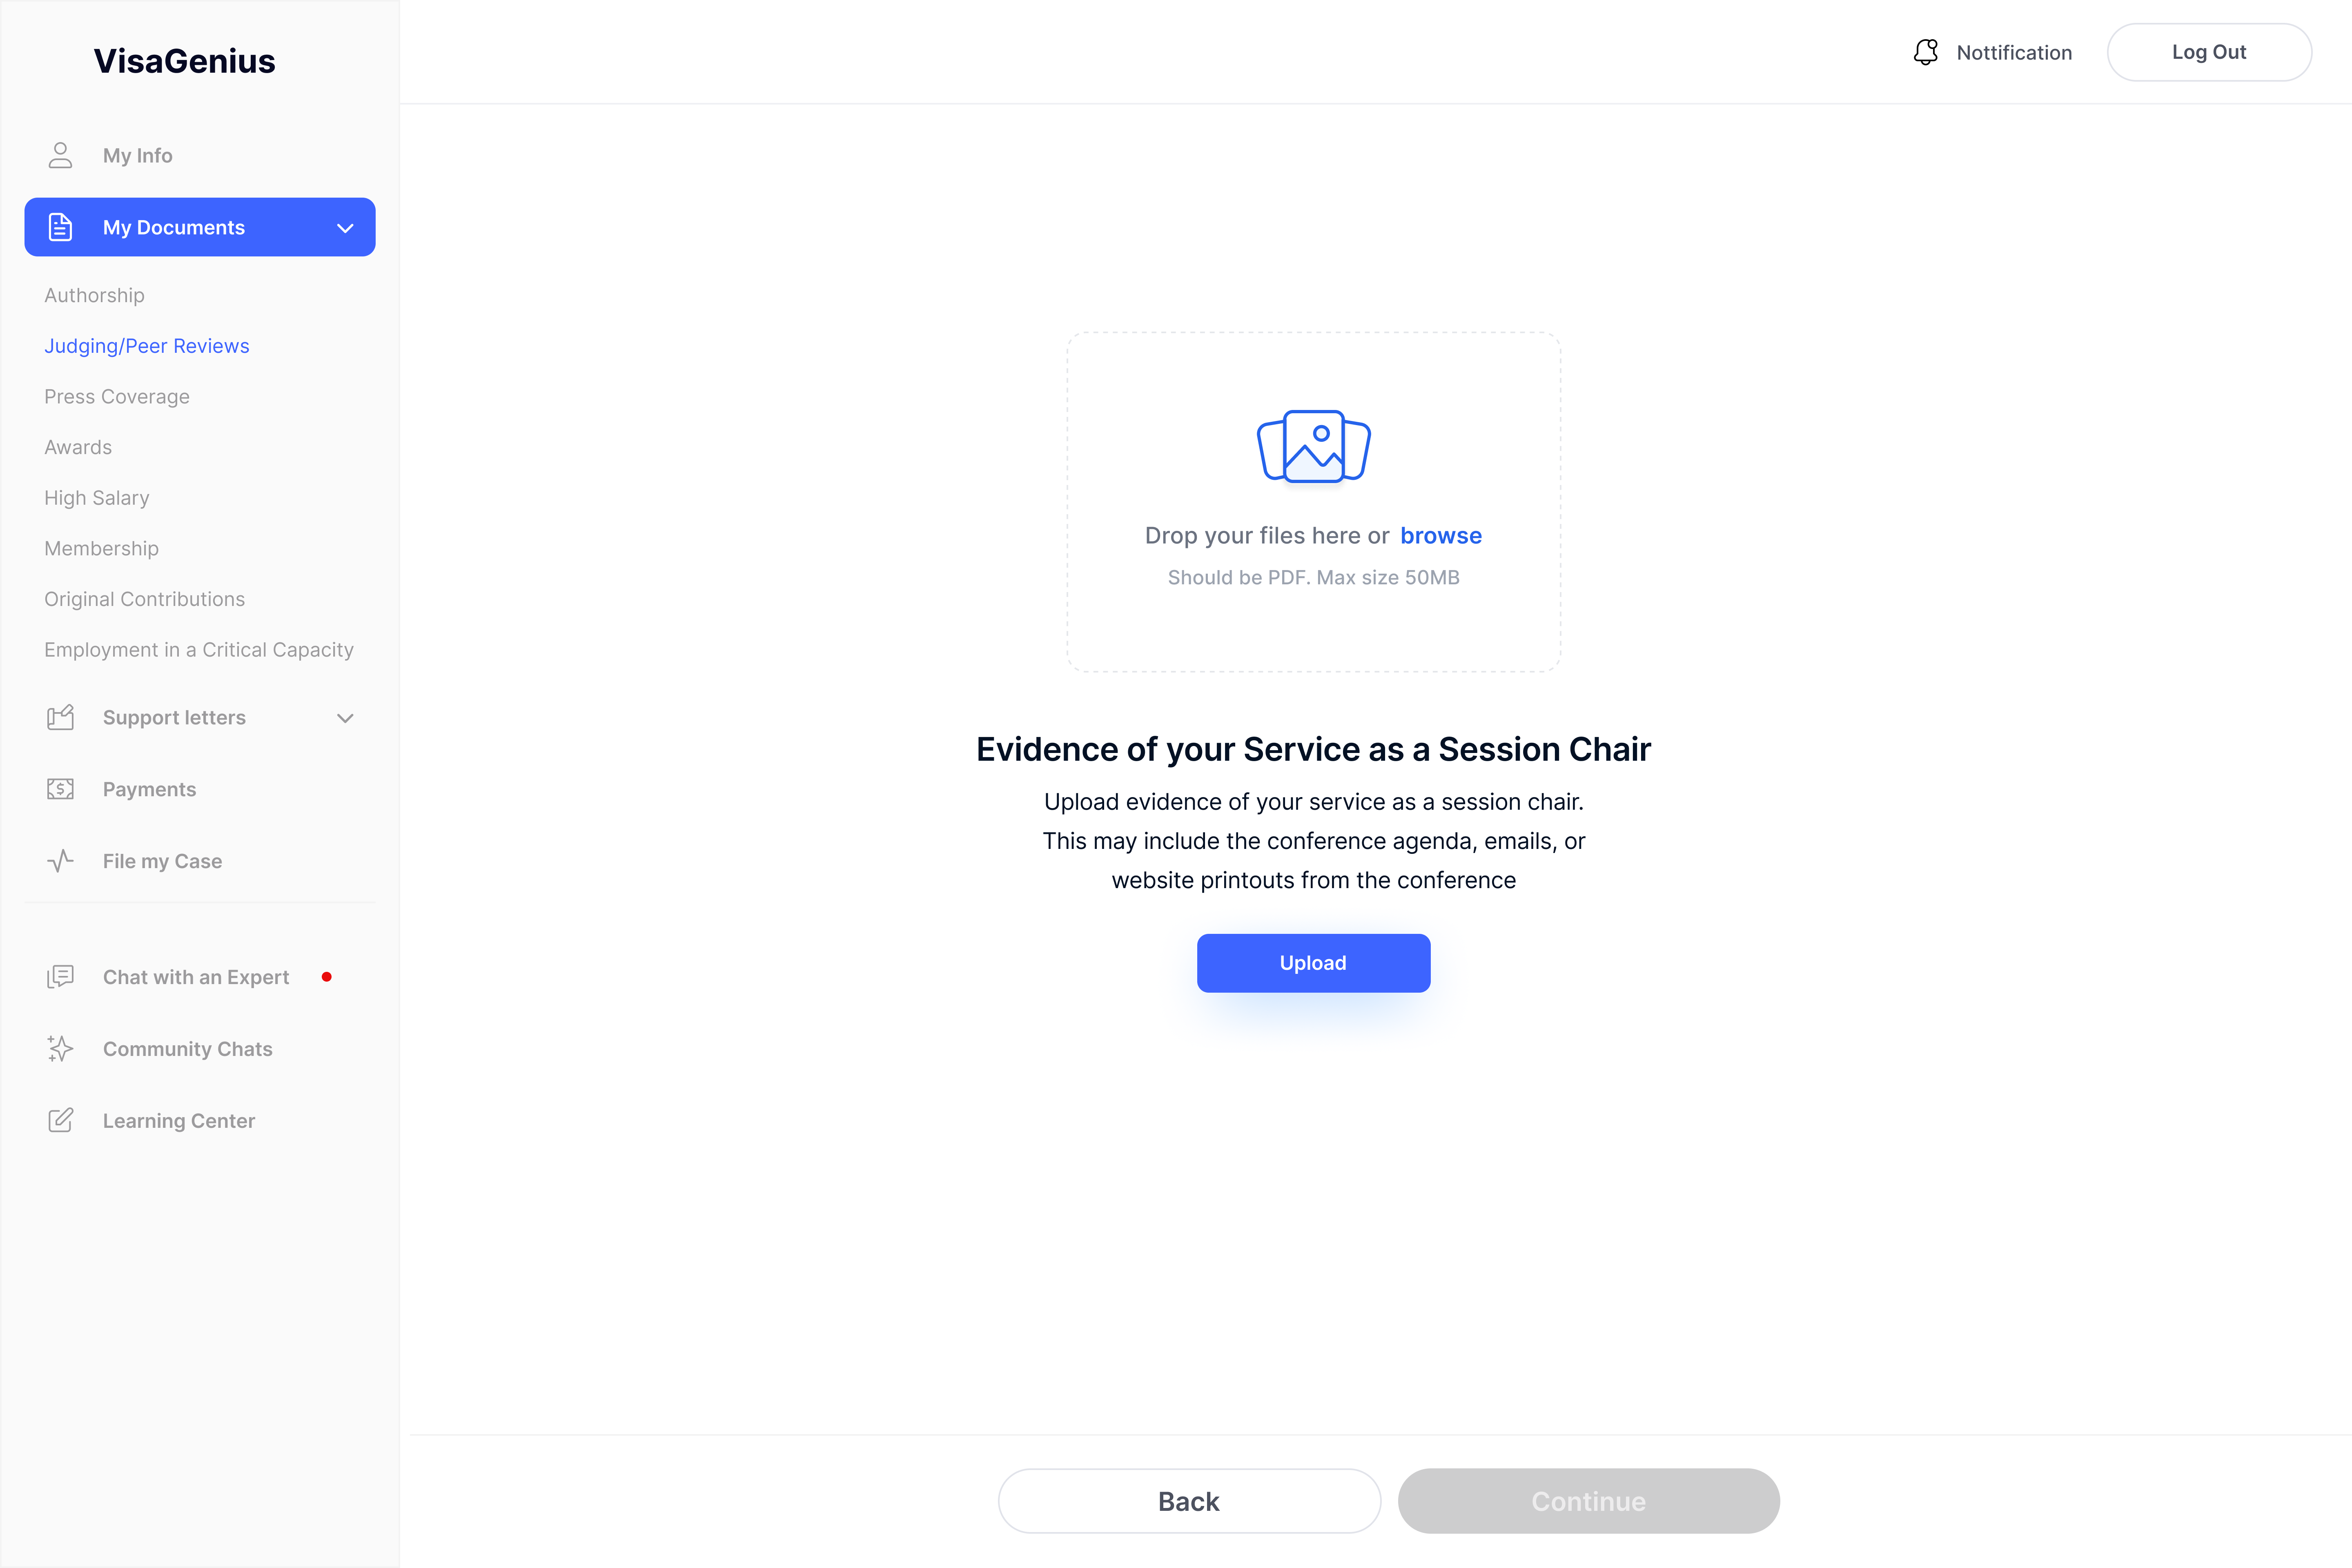 VisaGenius
Nottification
Log Out
My Info
My Documents
Authorship
Judging/Peer Reviews
Press Coverage
Awards
High Salary
Membership
Original Contributions
Employment in a Critical Capacity
Support letters
Payments
File my Case
Chat with an Expert
Community Chats
Learning Center
Drop your files here or browse
Should be PDF. Max size 50MB
Evidence of your Service as a Session Chair
Upload evidence of your service as a session chair.
This may include the conference agenda, emails, or
website printouts from the conference
Upload
Back
Continue